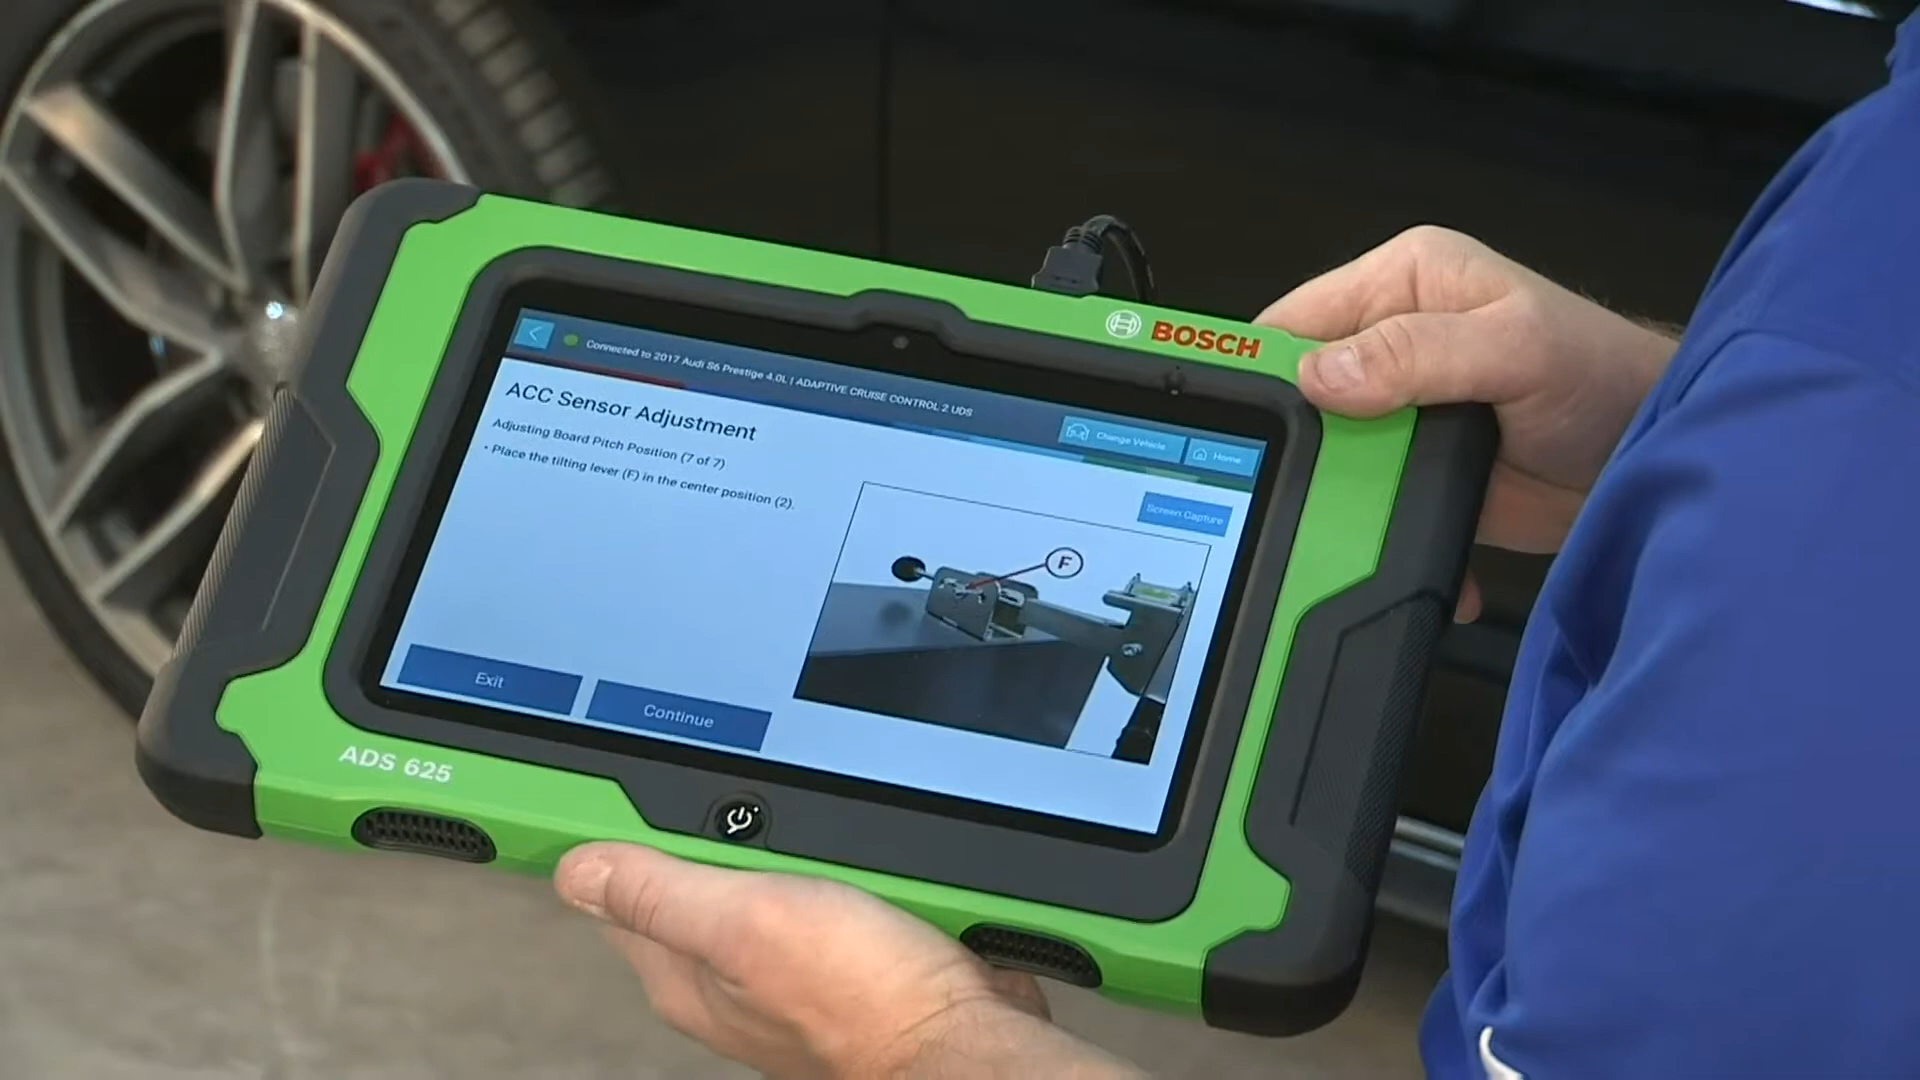 BOSCH
Connected to 2017 Audi S6 Prestige 4.0L | ADAPTIVE CRUISE CONTROL 2 UDS
Change Vehicle
Home
ACC Sensor Adjustment
Adjusting Board Pitch Position (7 of 7)
• Place the tilting lever (F) in the center position (2).
Screen Capture
F
Exit
Continue
ADS 625